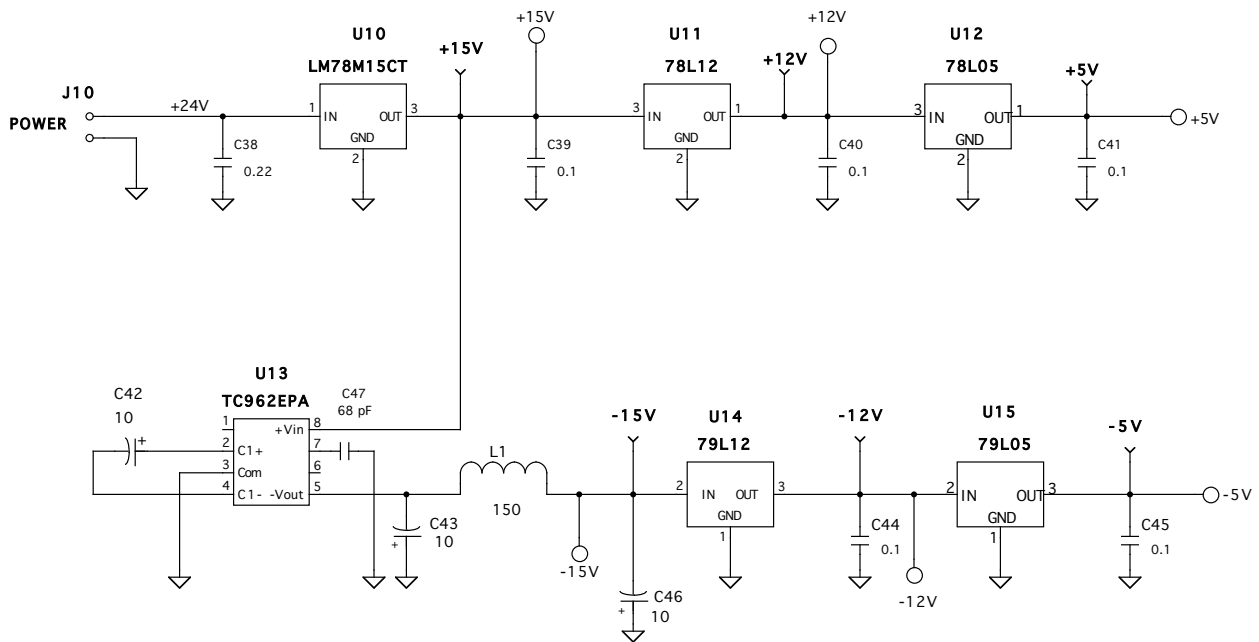 J10
POWER
+24V
C38
0.22
U10
LM78M15CT
1
IN
OUT
3
GND
2
+15V
+15V
C39
0.1
U11
78L12
3
IN
OUT
1
GND
2
+12V
+12V
C40
0.1
U12
78L05
3
IN
OUT
1
GND
2
+5V
+5V
C41
0.1
C42
10
+
U13
TC962EPA
1
2
3
4
+Vin
C1+
Com
C1-
-Vout
8
7
6
5
C47
68 pF
C43
10
+
L1
150
-15V
-15V
C46
10
+
U14
79L12
2
IN
OUT
3
GND
1
-12V
C44
0.1
-12V
U15
79L05
2
IN
OUT
3
GND
1
-5V
-5V
C45
0.1